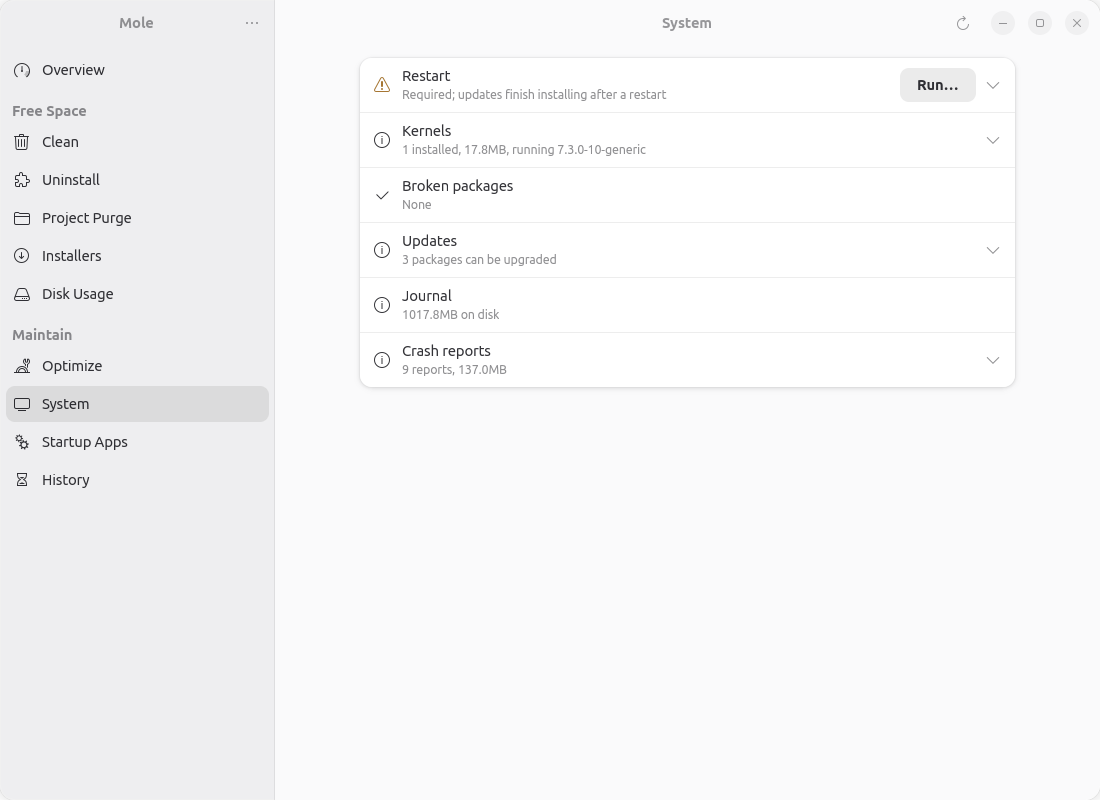 Mole
System
Overview
Free Space
Clean
Uninstall
Project Purge
Installers
Disk Usage
Maintain
Optimize
System
Startup Apps
History
Restart
Required; updates finish installing after a restart
Run…
Kernels
1 installed, 17.8MB, running 7.3.0-10-generic
Broken packages
None
Updates
3 packages can be upgraded
Journal
1017.8MB on disk
Crash reports
9 reports, 137.0MB